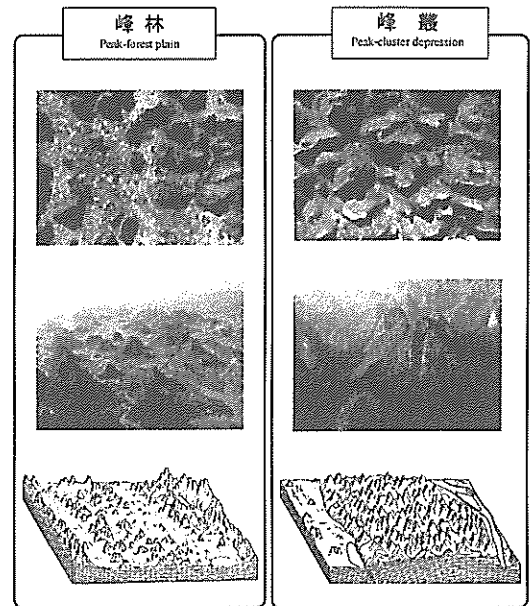 峰林
Peak-forest plain
峰叢
Peak-cluster depression